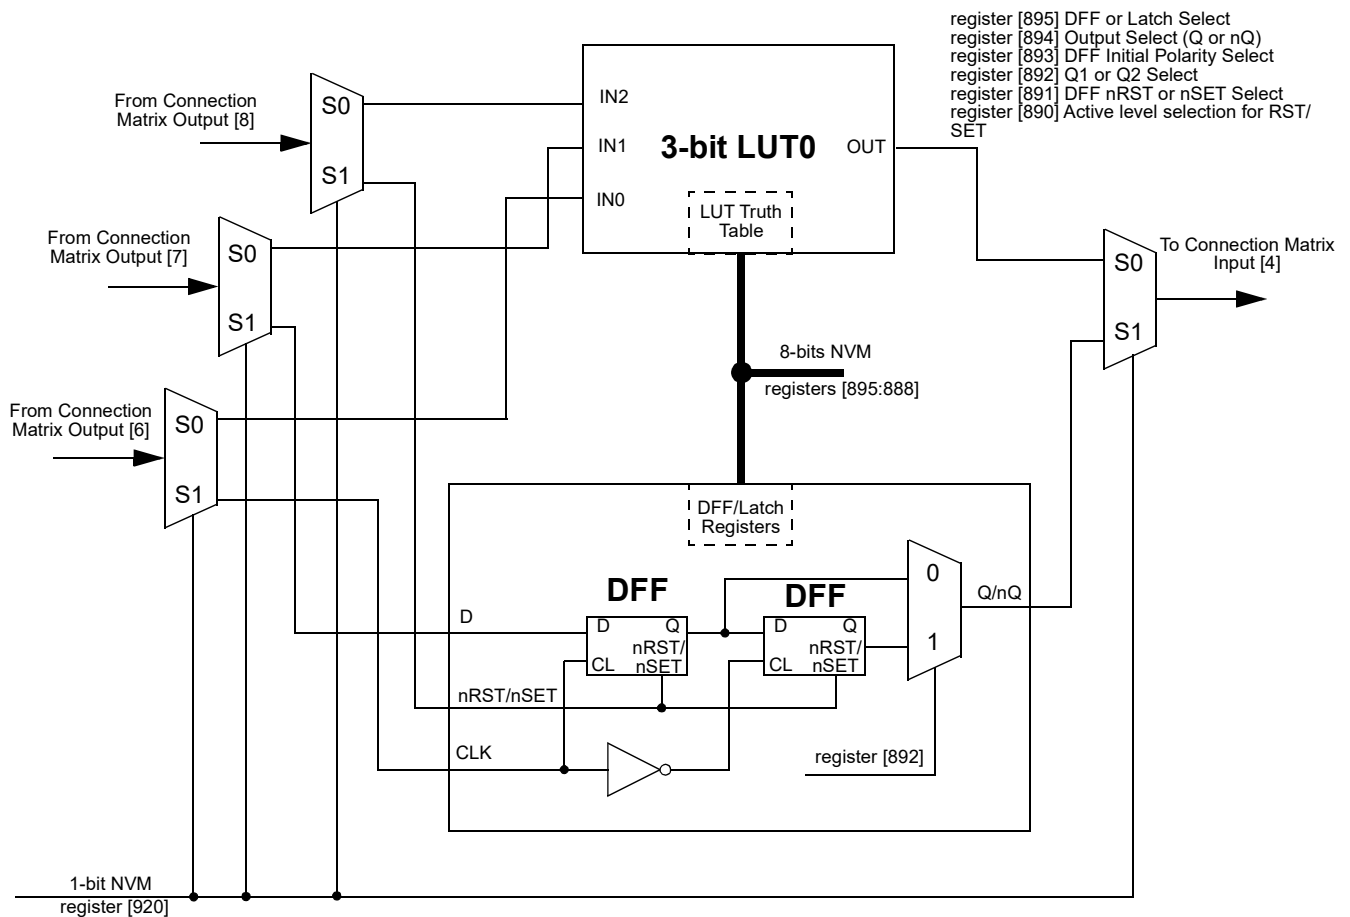 register [895] DFF or Latch Select
register [894] Output Select (Q or nQ)
register [893] DFF Initial Polarity Select
register [892] Q1 or Q2 Select
register [891] DFF nRST or nSET Select
register [890] Active level selection for RST/
SET
From Connection
Matrix Output [8]
S0
S1
IN2
IN1
IN0
3-bit LUT0
OUT
LUT Truth
Table
From Connection
Matrix Output [7]
S0
S1
To Connection Matrix
Input [4]
S0
S1
8-bits NVM
registers [895:888]
From Connection
Matrix Output [6]
S0
S1
DFF/Latch
Registers
DFF
DFF
0
1
Q/nQ
D
D
Q
nRST/
nSET
CL
D
Q
nRST/
nSET
CL
nRST/nSET
CLK
register [892]
1-bit NVM
register [920]